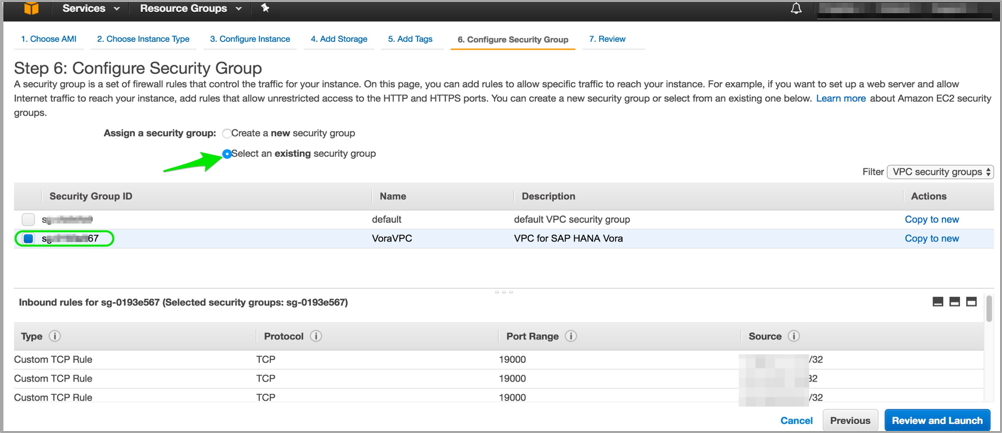 Services Resource Groups
1. Choose AMI 2. Choose Instance Type 3. Configure Instance 4. Add Storage 5. Add Tags 6. Configure Security Group 7. Review
Step 6: Configure Security Group
A security group is a set of firewall rules that control the traffic for your instance. On this page, you can add rules to allow specific traffic to reach your instance. For example, if you want to set up a web server and allow
Internet traffic to reach your instance, add rules that allow unrestricted access to the HTTP and HTTPS ports. You can create a new security group or select from an existing one below. Learn more about Amazon EC2 security
groups.
Assign a security group: Create a new security group
Select an existing security group
Filter VPC security groups
Security Group ID Name Description Actions
default default VPC security group Copy to new
67 VoraVPC VPC for SAP HANA Vora Copy to new
Inbound rules for sg-0193e567 (Selected security groups: sg-0193e567)
Type i Protocol i Port Range i Source i
Custom TCP Rule TCP 19000 /32
Custom TCP Rule TCP 19000 32
Custom TCP Rule TCP 19000 /32
Cancel Previous Review and Launch